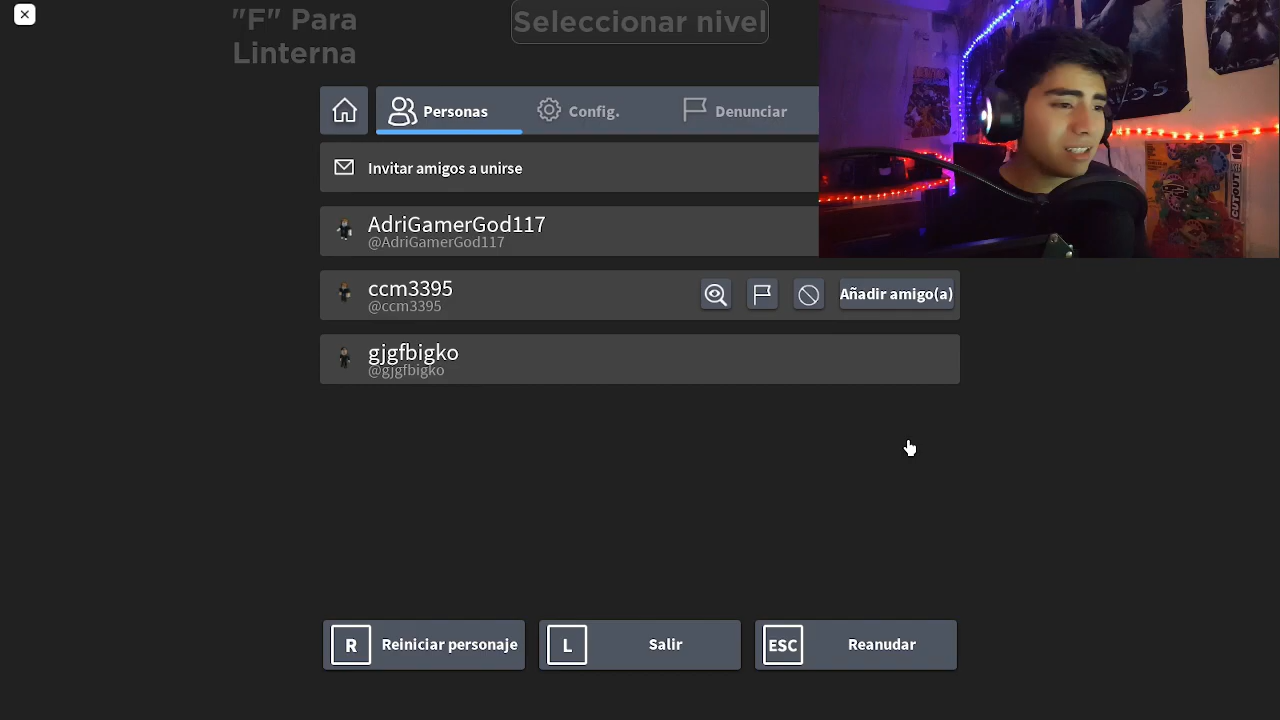 "F" Para
Linterna
Seleccionar nivel
Personas
Config.
Denunciar
Invitar amigos a unirse
AdriGamerGod117
@AdriGamerGod117
ccm3395
@ccm3395
Añadir amigo(a)
gjgfbigko
@gjgfbigko
R Reiniciar personaje
L Salir
ESC Reanudar
CUTOUT